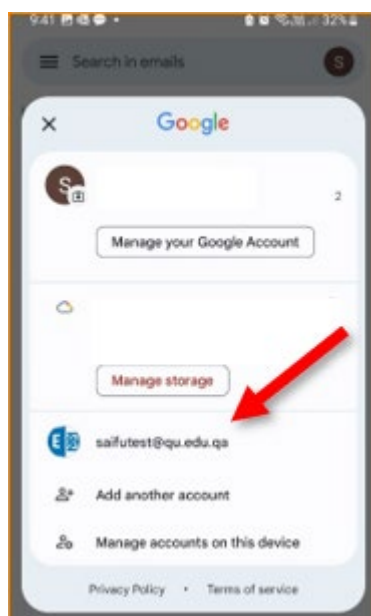 9:41 32%
Search in emails S
Google
S
2
Manage your Google Account
Manage storage
E saifutest@qu.edu.qa
Add another account
Manage accounts on this device
Privacy Policy • Terms of service